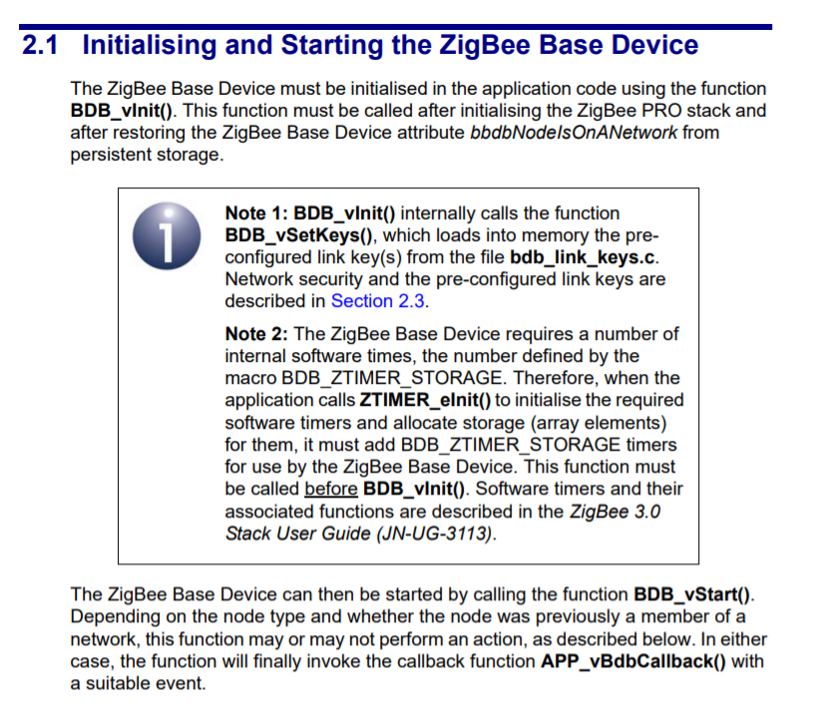 2.1 Initialising and Starting the ZigBee Base Device
The ZigBee Base Device must be initialised in the application code using the function
BDB_vInit(). This function must be called after initialising the ZigBee PRO stack and
after restoring the ZigBee Base Device attribute bbdbNodeIsOnANetwork from
persistent storage.
Note 1: BDB_vInit() internally calls the function
BDB_vSetKeys(), which loads into memory the pre-
configured link key(s) from the file bdb_link_keys.c.
Network security and the pre-configured link keys are
described in Section 2.3.
Note 2: The ZigBee Base Device requires a number of
internal software times, the number defined by the
macro BDB_ZTIMER_STORAGE. Therefore, when the
application calls ZTIMER_eInit() to initialise the required
software timers and allocate storage (array elements)
for them, it must add BDB_ZTIMER_STORAGE timers
for use by the ZigBee Base Device. This function must
be called before BDB_vInit(). Software timers and their
associated functions are described in the ZigBee 3.0
Stack User Guide (JN-UG-3113).
The ZigBee Base Device can then be started by calling the function BDB_vStart().
Depending on the node type and whether the node was previously a member of a
network, this function may or may not perform an action, as described below. In either
case, the function will finally invoke the callback function APP_vBdbCallback() with
a suitable event.